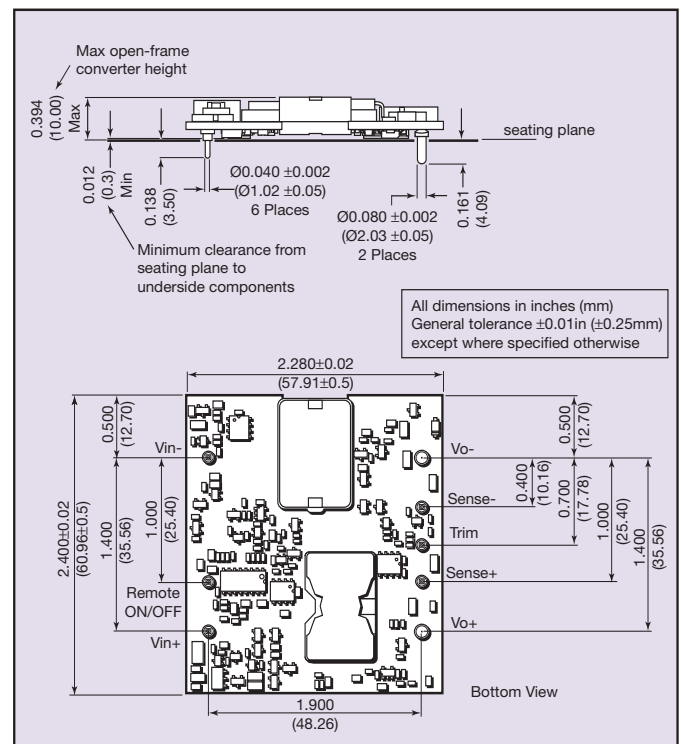 Max open-frame
converter height
0.394
(10.00)
Max
seating plane
0.012
(0.3)
Min
0.138
(3.50)
Ø0.040 ±0.002
(Ø1.02 ±0.05)
6 Places
Ø0.080 ±0.002
(Ø2.03 ±0.05)
2 Places
0.161
(4.09)
Minimum clearance from
seating plane to
underside components
All dimensions in inches (mm)
General tolerance ±0.01in (±0.25mm)
except where specified otherwise
2.280±0.02
(57.91±0.5)
0.500
(12.70)
0.500
(12.70)
Vin-
Vo-
2.400±0.02
(60.96±0.5)
1.400
(35.56)
1.000
(25.40)
Sense-
0.400
(10.16)
0.700
(17.78)
1.000
(25.40)
1.400
(35.56)
Trim
Sense+
Remote
ON/OFF
Vin+
Vo+
Bottom View
1.900
(48.26)